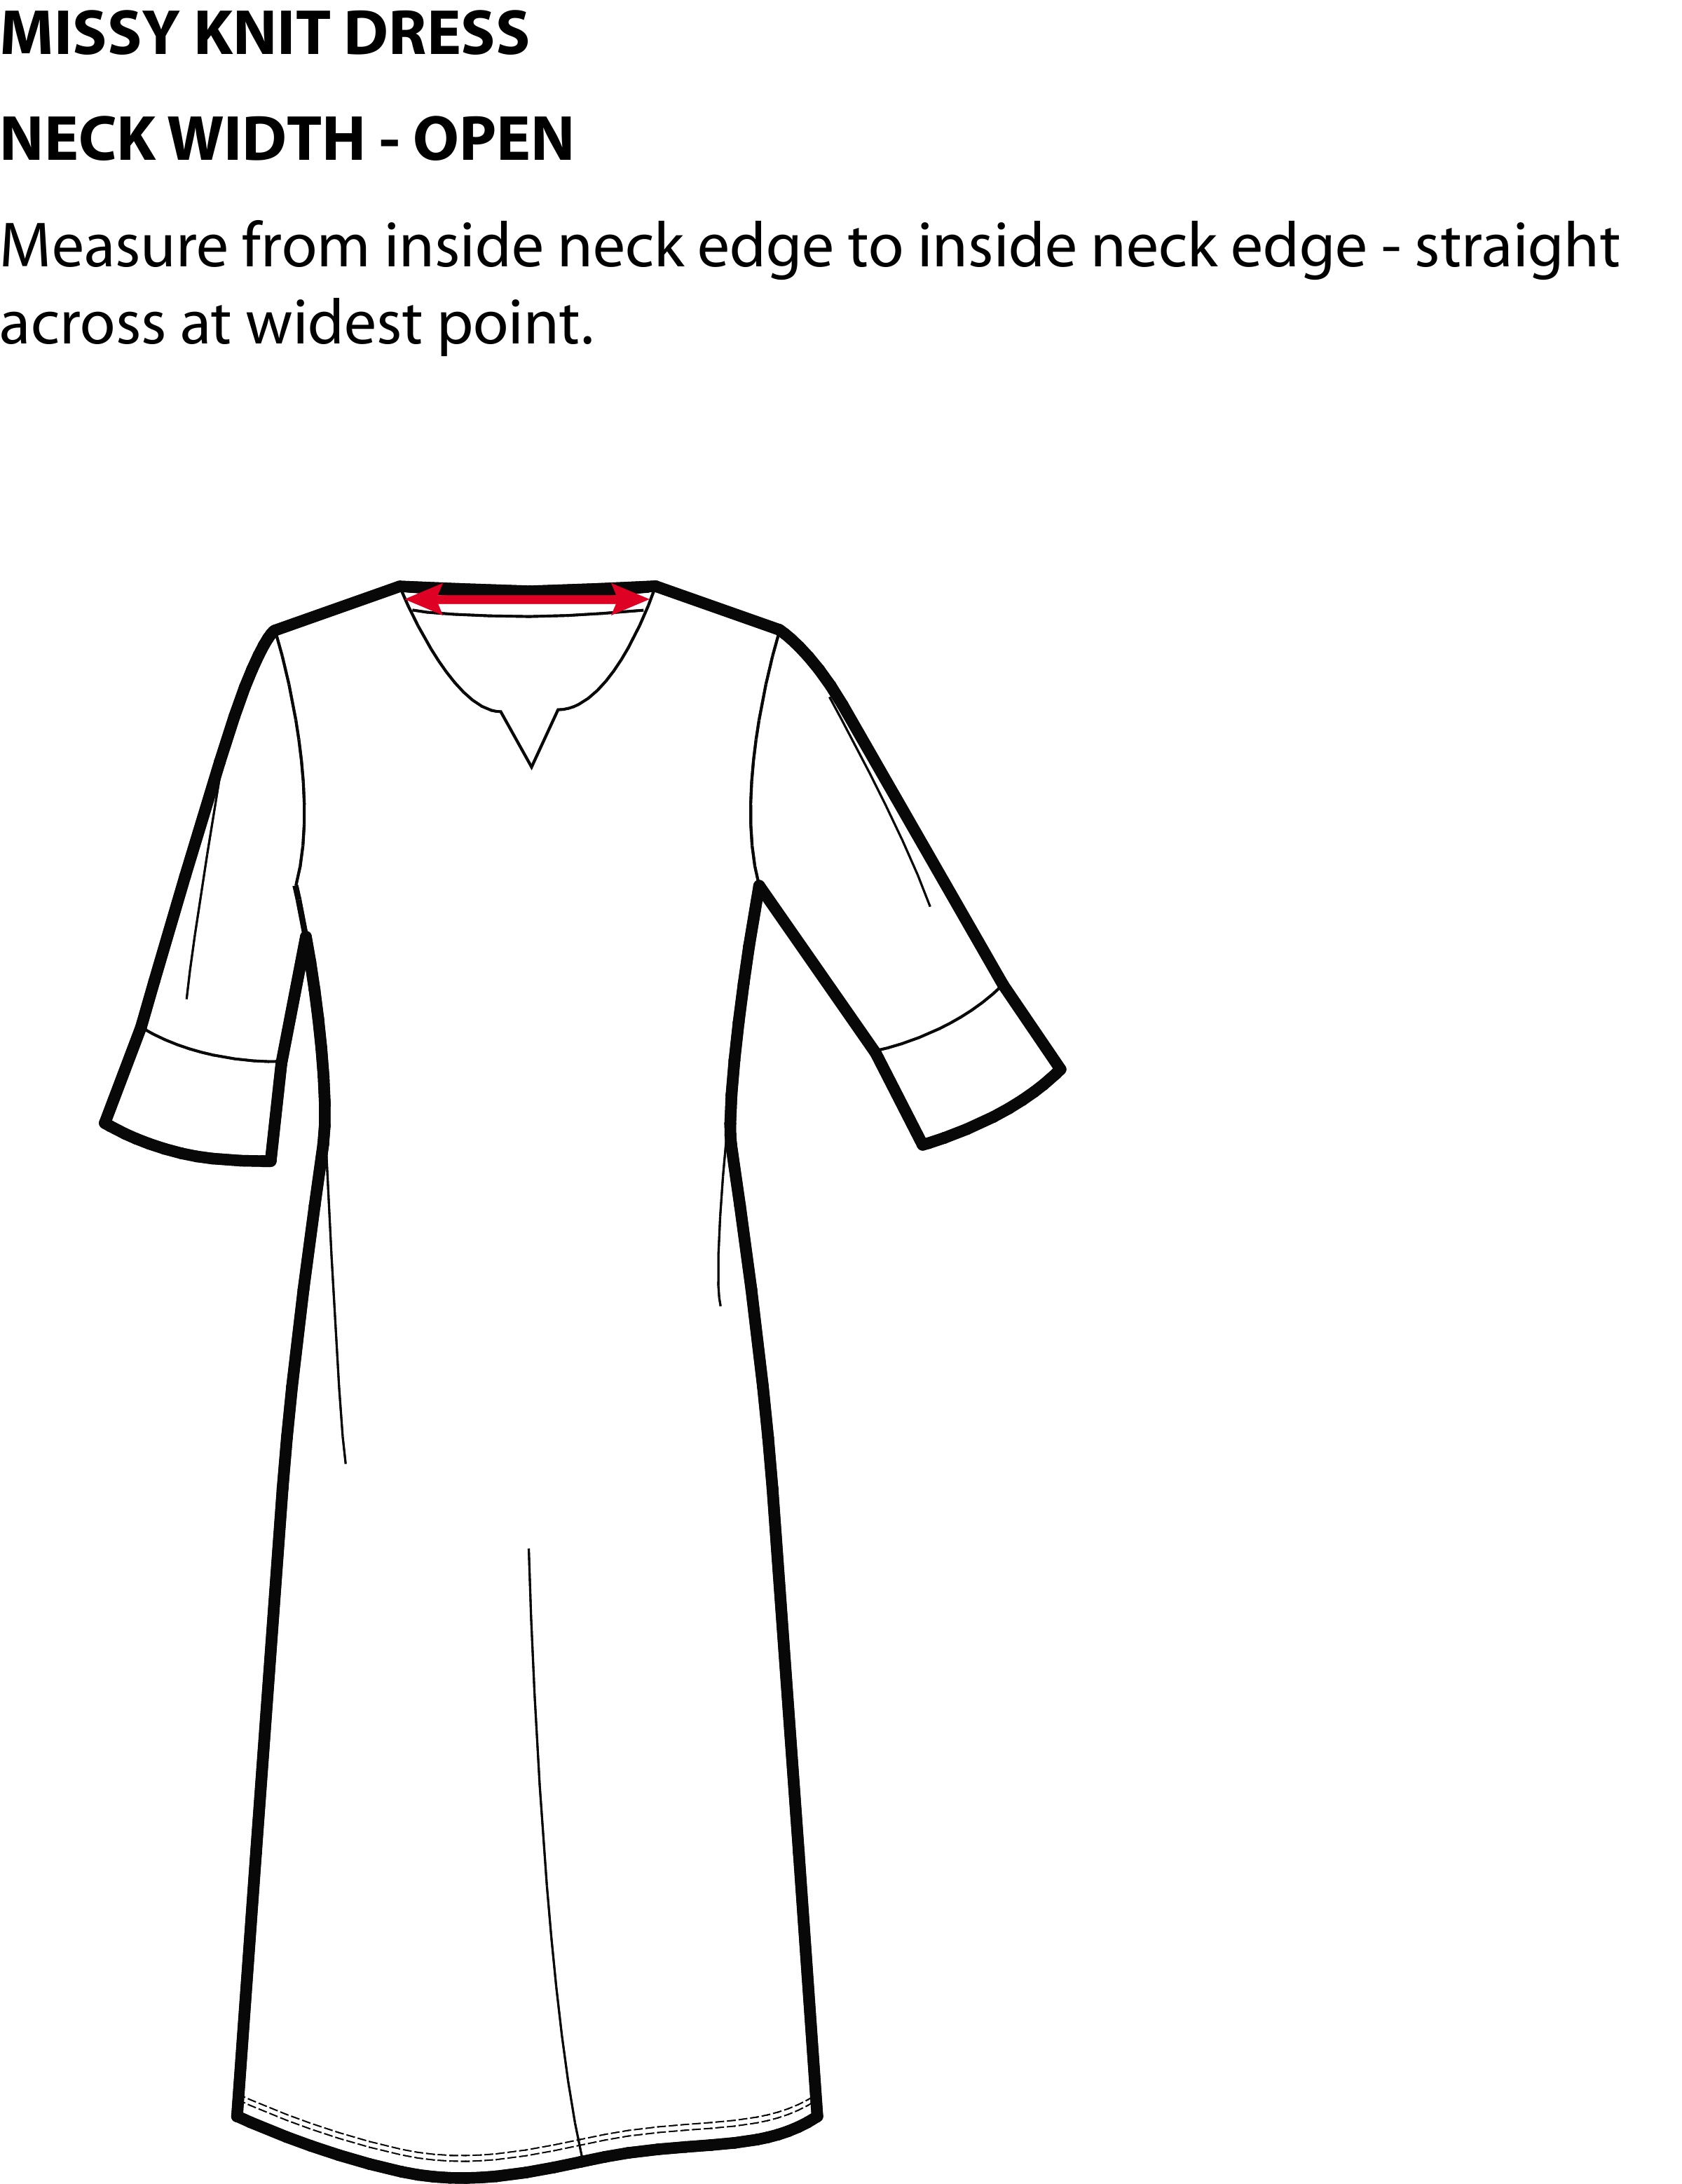 MISSY KNIT DRESS
NECK WIDTH - OPEN
Measure from inside neck edge to inside neck edge - straight
across at widest point.